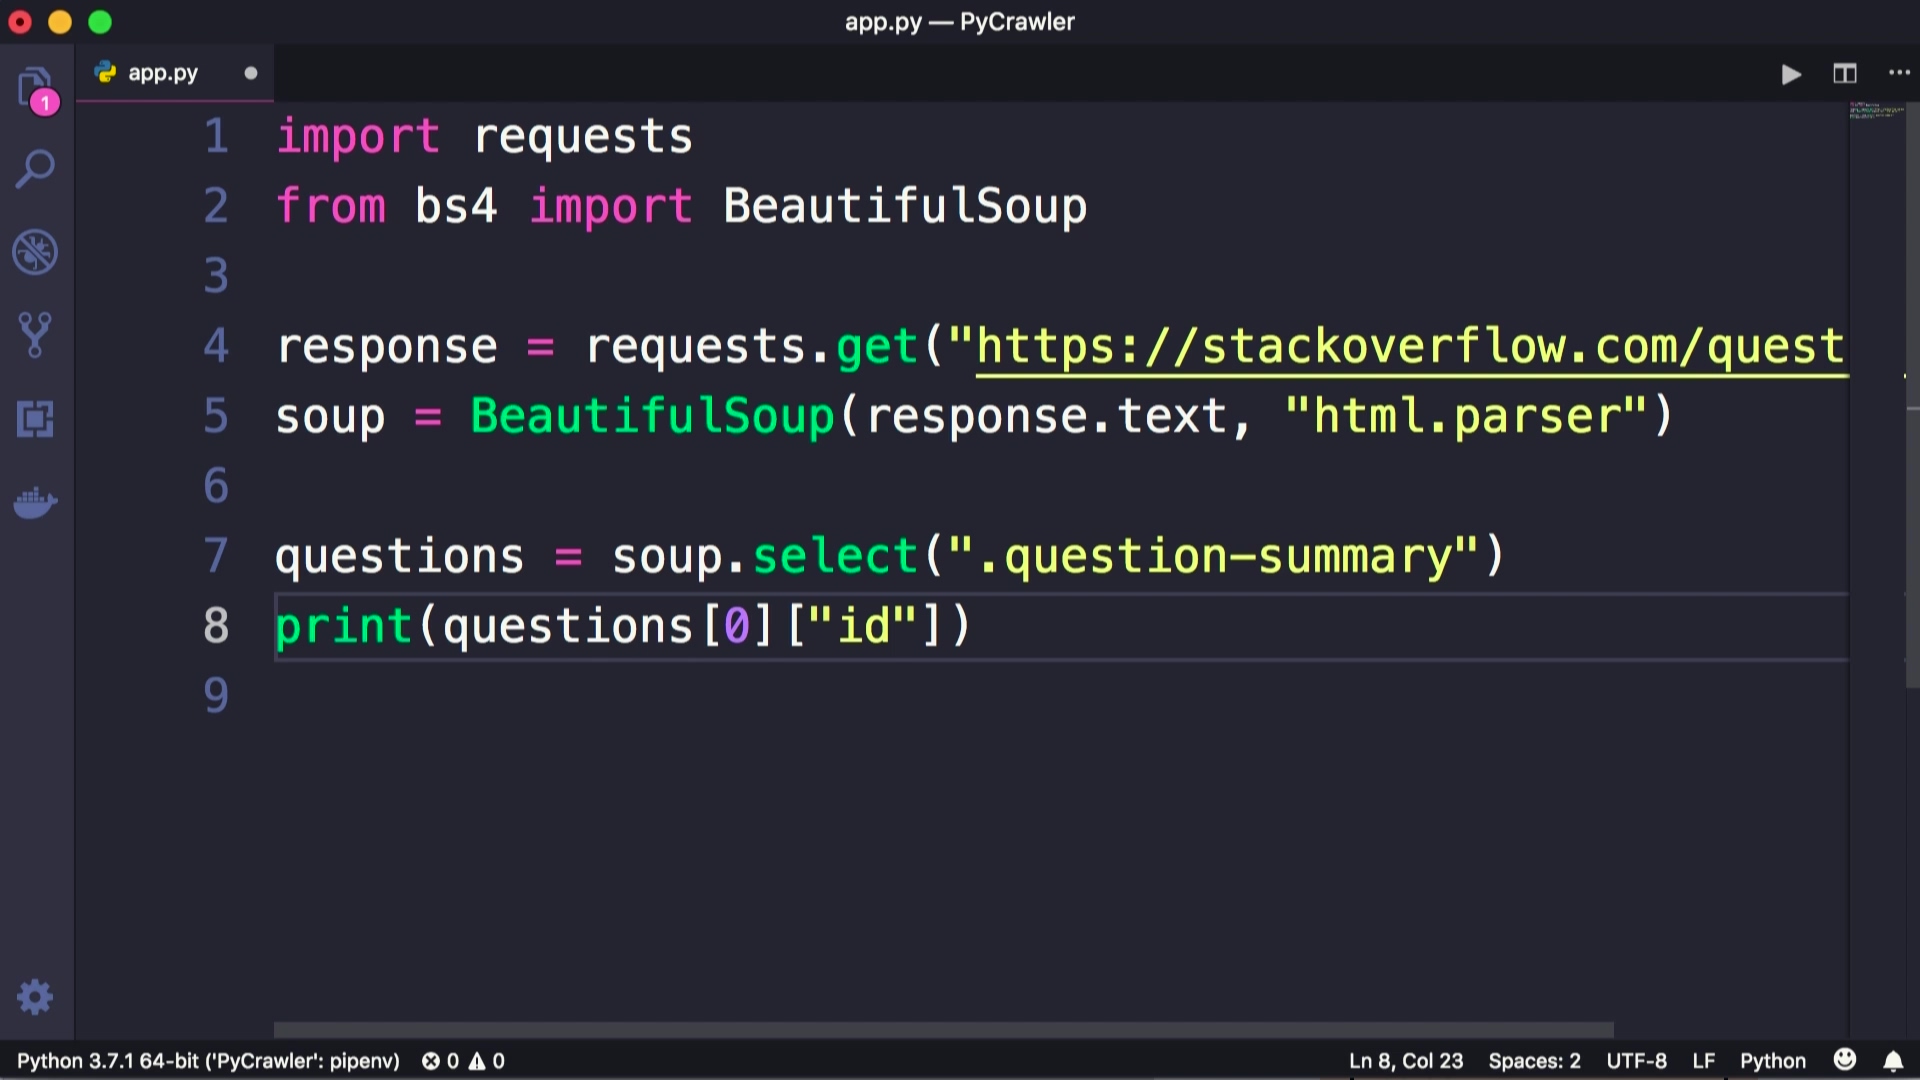 app.py — PyCrawler
app.py
1
1 import requests
2 from bs4 import BeautifulSoup
3
4 response = requests.get("https://stackoverflow.com/quest
5 soup = BeautifulSoup(response.text, "html.parser")
6
7 questions = soup.select(".question-summary")
8 print(questions[0]["id"])
9
Python 3.7.1 64-bit ('PyCrawler': pipenv) 0 0 Ln 8, Col 23 Spaces: 2 UTF-8 LF Python